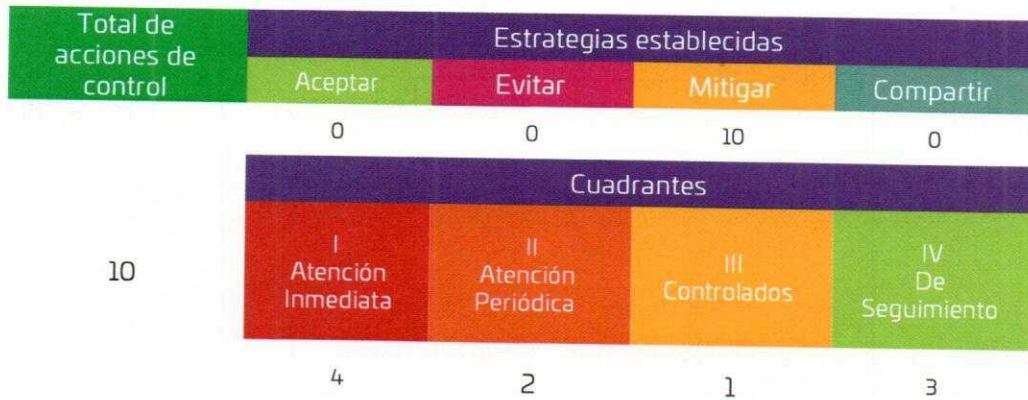 Total de
acciones de
control
Estrategias establecidas
Aceptar
Evitar
Mitigar
Compartir
0
0
10
0
Cuadrantes
10
I
Atención
Inmediata
II
Atención
Periódica
III
Controlados
IV
De
Seguimiento
4
2
1
3